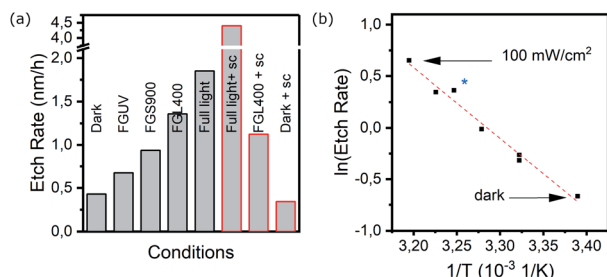 (a)
Etch Rate (nm/h)
4,5
4,0
2,0
1,5
1,0
0,5
0,0
Dark
FGUV
FGS900
FGL400
Full light
Full light+ sc
FGL400 + sc
Dark + sc
Conditions
(b)
ln(Etch Rate)
1,0
0,5
0,0
-0,5
-1,0
100 mW/cm²
*
dark
3,20 3,25 3,30 3,35 3,40
1/T (10⁻³ 1/K)